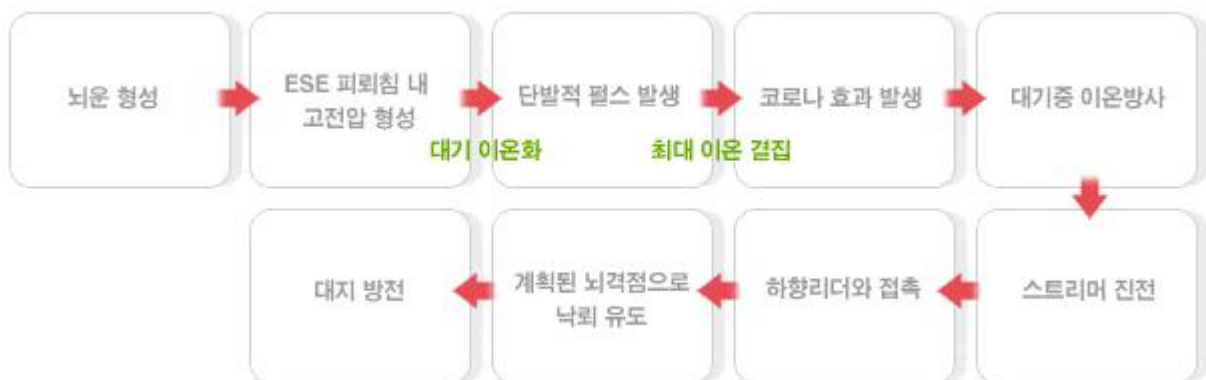 뇌운 형성
ESE 피뢰침 내
고전압 형성
대기 이온화
단발적 펄스 발생
최대 이온 결집
코로나 효과 발생
대기중 이온방사
스트리머 진전
하향리더와 접촉
계획된 뇌격점으로
낙뢰 유도
대지 방전